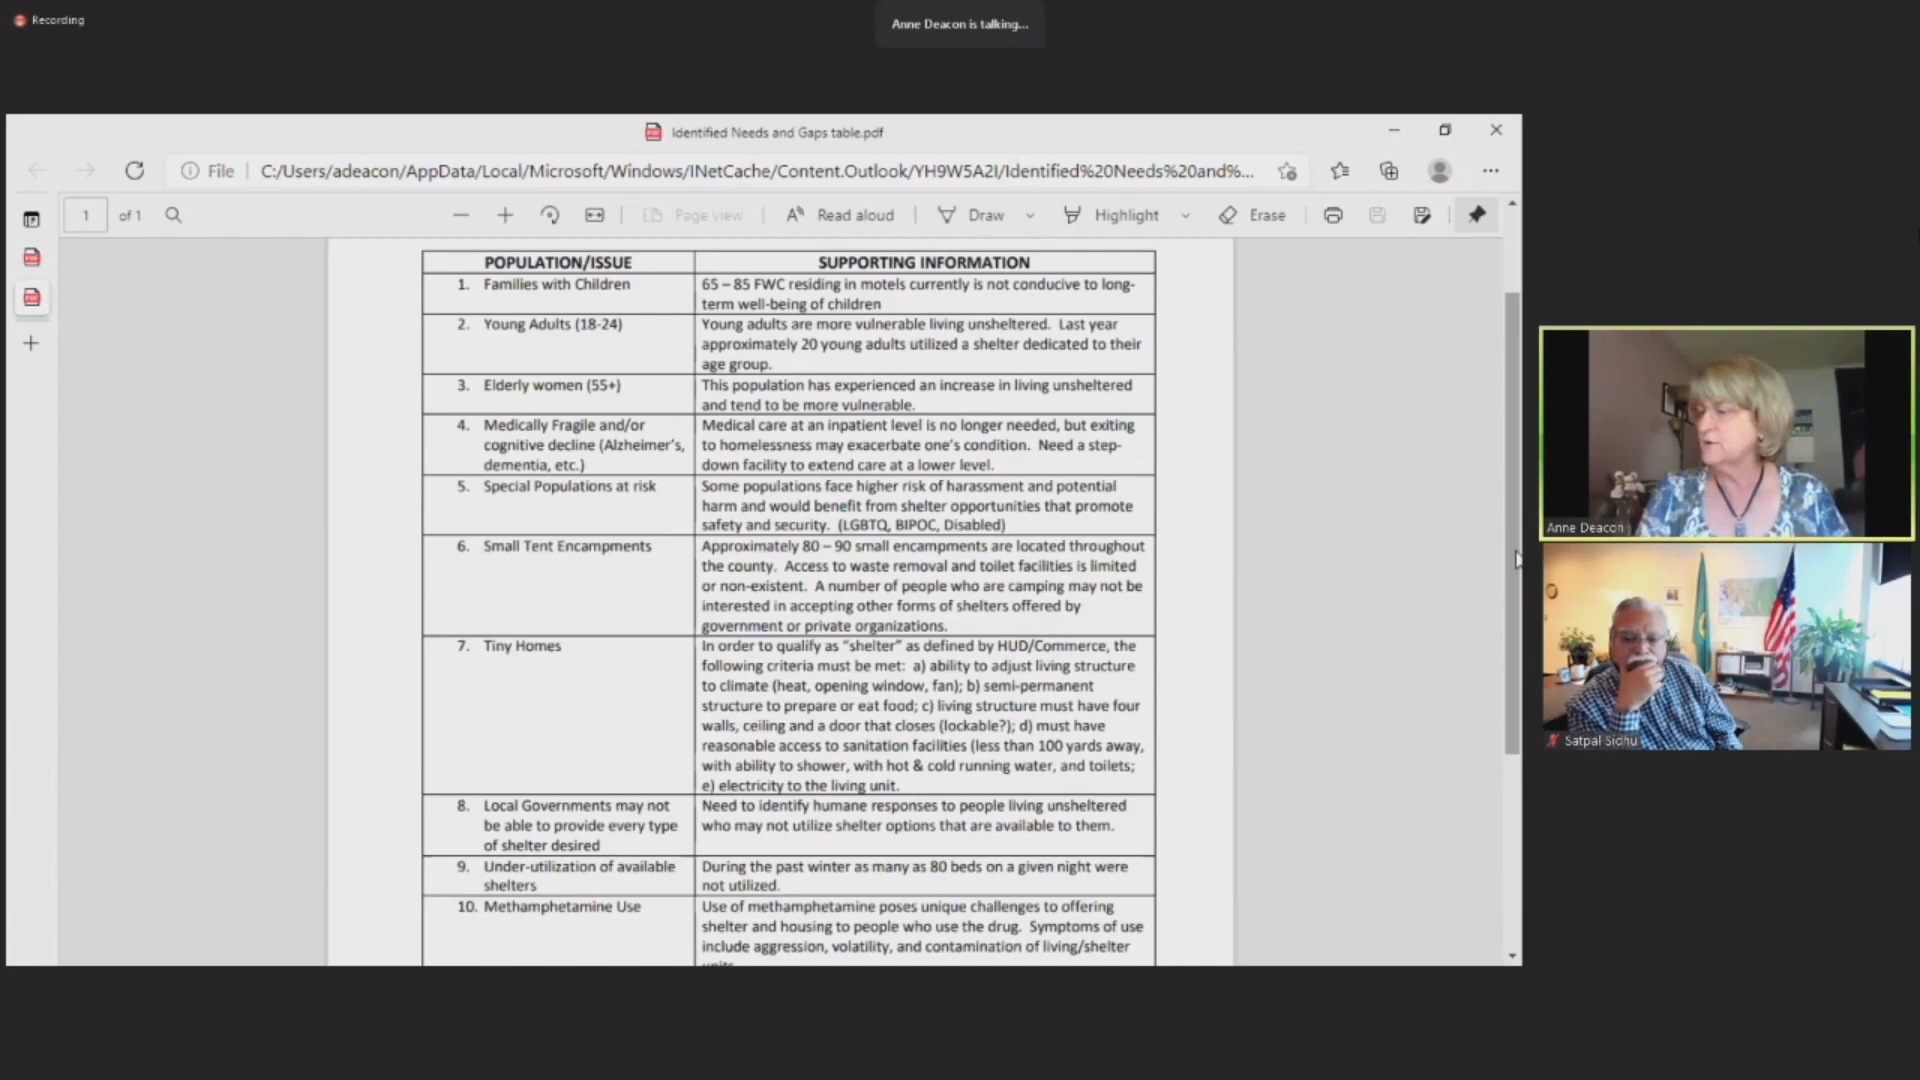 Recording
Anne Deacon is talking...
Identified Needs and Gaps table.pdf
File
C:/Users/adeacon/AppData/Local/Microsoft/Windows/INetCache/Content.Outlook/YH9W5A2I/Identified%20Needs%20and%...
1 of 1
Page view
Read aloud
Draw
Highlight
Erase
POPULATION/ISSUE
SUPPORTING INFORMATION
1. Families with Children
65 – 85 FWC residing in motels currently is not conducive to long-
term well-being of children
2. Young Adults (18-24)
Young adults are more vulnerable living unsheltered. Last year
approximately 20 young adults utilized a shelter dedicated to their
age group.
3. Elderly women (55+)
This population has experienced an increase in living unsheltered
and tend to be more vulnerable.
4. Medically Fragile and/or
cognitive decline (Alzheimer's,
dementia, etc.)
Medical care at an inpatient level is no longer needed, but exiting
to homelessness may exacerbate one's condition. Need a step-
down facility to extend care at a lower level.
5. Special Populations at risk
Some populations face higher risk of harassment and potential
harm and would benefit from shelter opportunities that promote
safety and security. (LGBTQ, BIPOC, Disabled)
6. Small Tent Encampments
Approximately 80 – 90 small encampments are located throughout
the county. Access to waste removal and toilet facilities is limited
or non-existent. A number of people who are camping may not be
interested in accepting other forms of shelters offered by
government or private organizations.
7. Tiny Homes
In order to qualify as "shelter" as defined by HUD/Commerce, the
following criteria must be met: a) ability to adjust living structure
to climate (heat, opening window, fan); b) semi-permanent
structure to prepare or eat food; c) living structure must have four
walls, ceiling and a door that closes (lockable?); d) must have
reasonable access to sanitation facilities (less than 100 yards away,
with ability to shower, with hot & cold running water, and toilets;
e) electricity to the living unit.
8. Local Governments may not
be able to provide every type
of shelter desired
Need to identify humane responses to people living unsheltered
who may not utilize shelter options that are available to them.
9. Under-utilization of available
shelters
During the past winter as many as 80 beds on a given night were
not utilized.
10. Methamphetamine Use
Use of methamphetamine poses unique challenges to offering
shelter and housing to people who use the drug. Symptoms of use
include aggression, volatility, and contamination of living/shelter
Anne Deacon
Satpal Sidhu